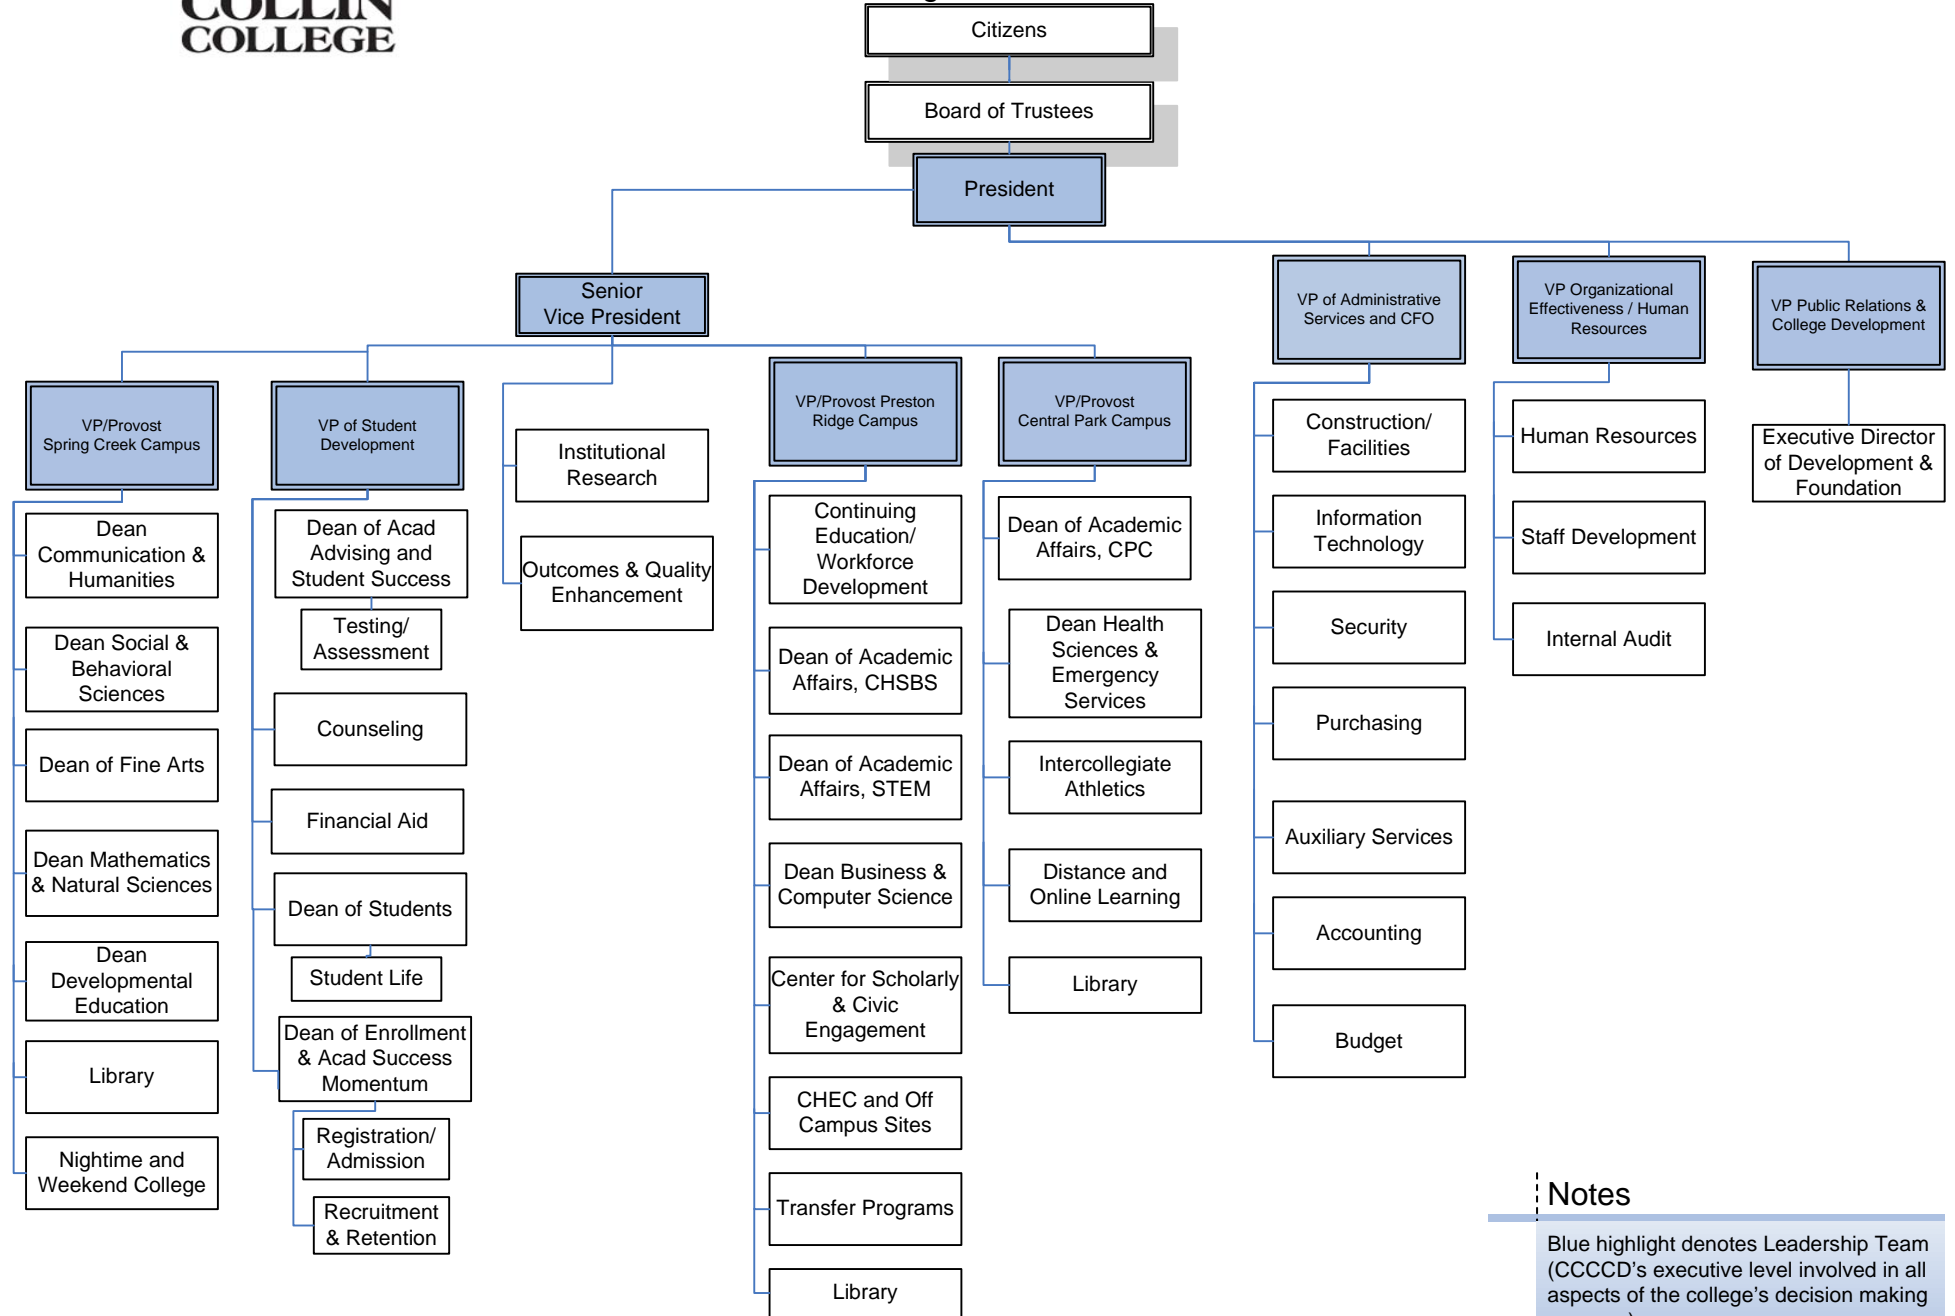 COLLIN
COLLEGE
Citizens
Board of Trustees
President
Senior
Vice President
VP of Administrative
Services and CFO
VP Organizational
Effectiveness / Human
Resources
VP Public Relations &
College Development
VP/Provost
Spring Creek Campus
VP of Student
Development
VP/Provost Preston
Ridge Campus
VP/Provost
Central Park Campus
Dean
Communication &
Humanities
Dean Social &
Behavioral
Sciences
Dean of Fine Arts
Dean Mathematics
& Natural Sciences
Dean
Developmental
Education
Library
Nightime and
Weekend College
Dean of Acad
Advising and
Student Success
Testing/
Assessment
Counseling
Financial Aid
Dean of Students
Student Life
Dean of Enrollment
& Acad Success
Momentum
Registration/
Admission
Recruitment
& Retention
Institutional
Research
Outcomes & Quality
Enhancement
Continuing
Education/
Workforce
Development
Dean of Academic
Affairs, CHSBS
Dean of Academic
Affairs, STEM
Dean Business &
Computer Science
Center for Scholarly
& Civic
Engagement
CHEC and Off
Campus Sites
Transfer Programs
Library
Dean of Academic
Affairs, CPC
Dean Health
Sciences &
Emergency
Services
Intercollegiate
Athletics
Distance and
Online Learning
Library
Construction/
Facilities
Information
Technology
Security
Purchasing
Auxiliary Services
Accounting
Budget
Human Resources
Staff Development
Internal Audit
Executive Director
of Development &
Foundation
Notes
Blue highlight denotes Leadership Team
(CCCCD's executive level involved in all
aspects of the college's decision making